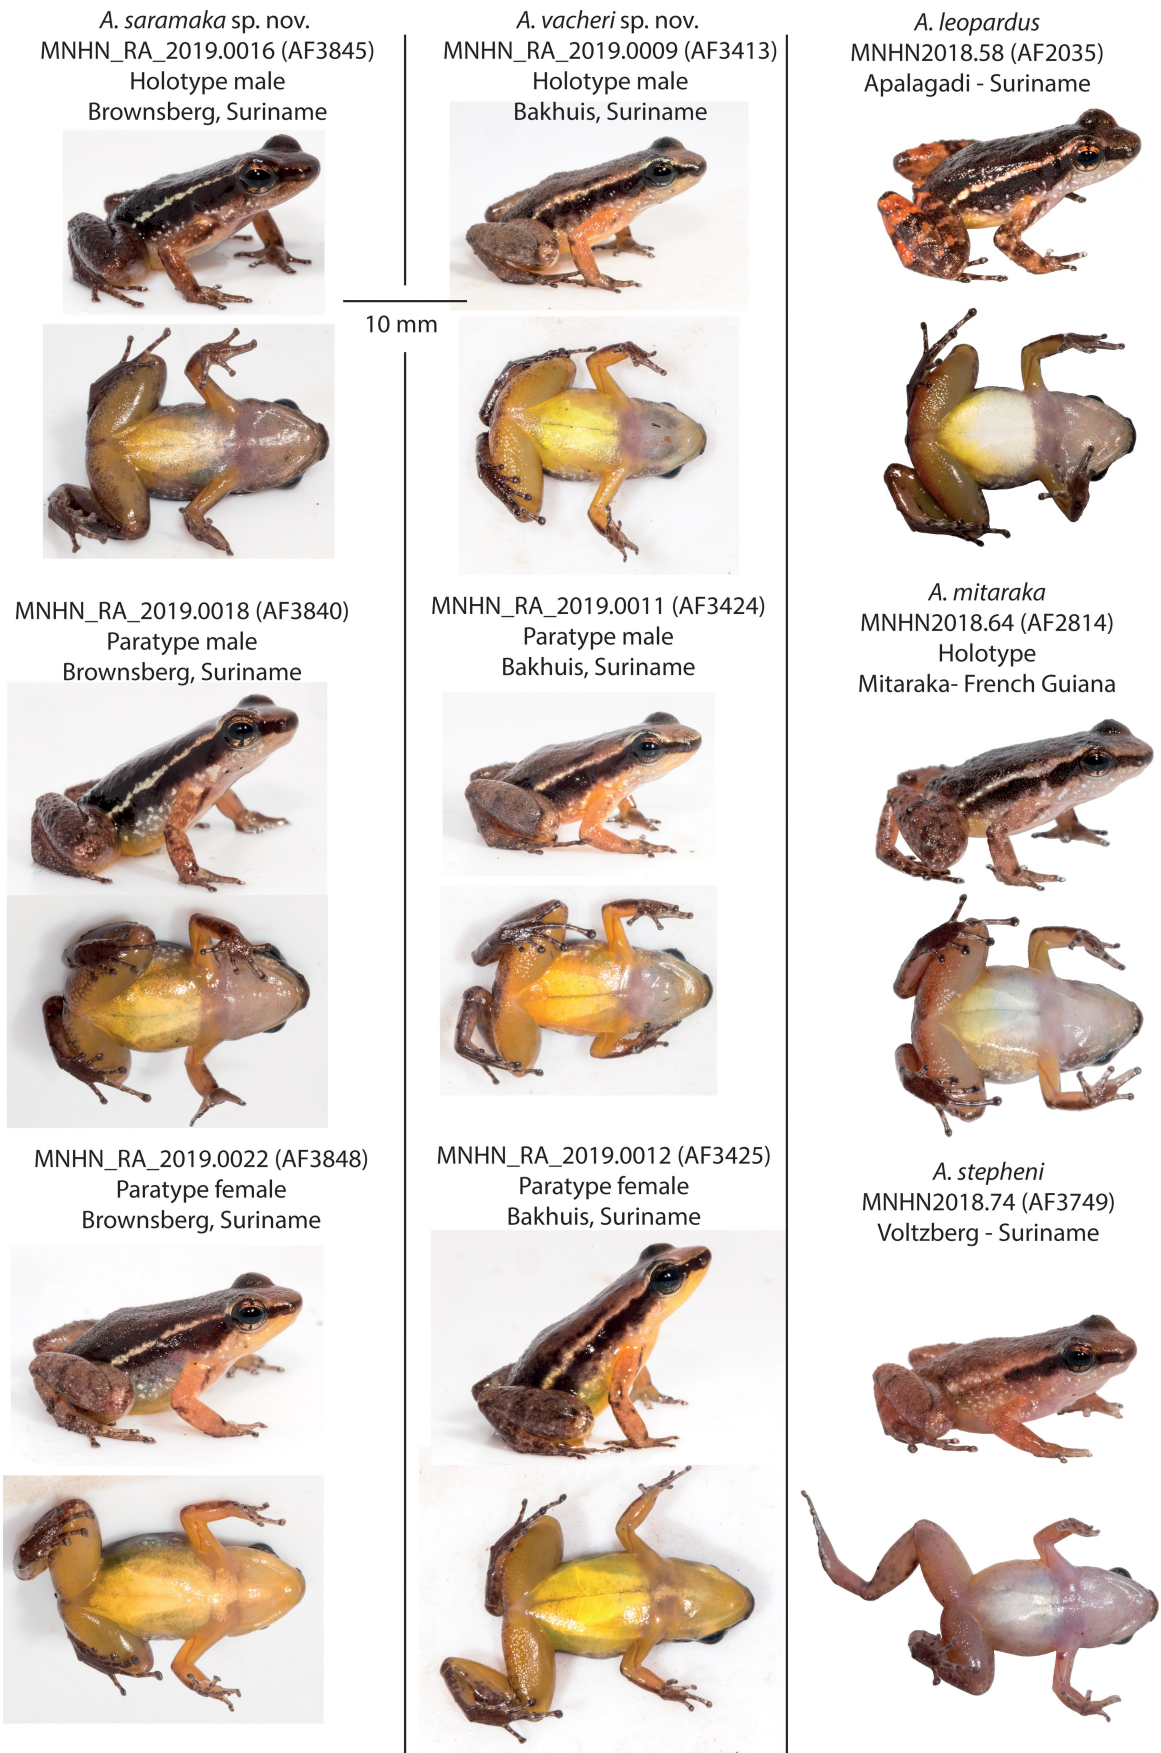 A. saramaka sp. nov.
MNHN_RA_2019.0016 (AF3845)
Holotype male
Brownsberg, Suriname
10 mm
MNHN_RA_2019.0018 (AF3840)
Paratype male
Brownsberg, Suriname
MNHN_RA_2019.0022 (AF3848)
Paratype female
Brownsberg, Suriname
A. vacheri sp. nov.
MNHN_RA_2019.0009 (AF3413)
Holotype male
Bakhuis, Suriname
MNHN_RA_2019.0011 (AF3424)
Paratype male
Bakhuis, Suriname
MNHN_RA_2019.0012 (AF3425)
Paratype female
Bakhuis, Suriname
A. leopardus
MNHN2018.58 (AF2035)
Apalagadi - Suriname
A. mitaraka
MNHN2018.64 (AF2814)
Holotype
Mitaraka- French Guiana
A. stepheni
MNHN2018.74 (AF3749)
Voltzberg - Suriname